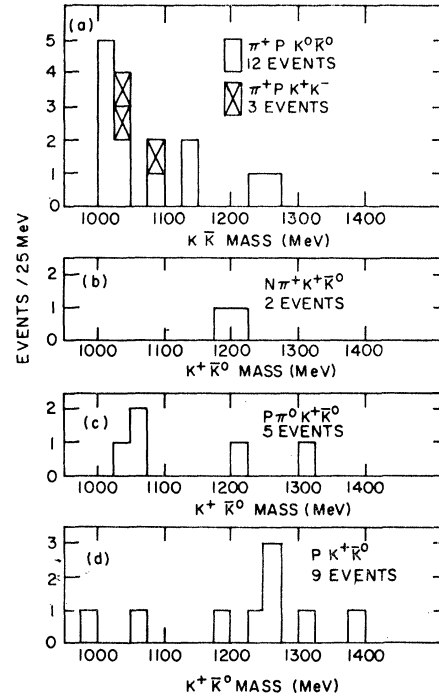 (a)
π⁺ P K⁰ K̄⁰
12 EVENTS
π⁺ P K⁺ K⁻
3 EVENTS
5
4
3
2
1
0
1000 1100 1200 1300 1400
K K̄ MASS (MeV)
EVENTS / 25 MeV
(b)
N π⁺ K⁺ K̄⁰
2 EVENTS
2
1
0
1000 1100 1200 1300 1400
K⁺ K̄⁰ MASS (MeV)
(c)
P π⁰ K⁺ K̄⁰
5 EVENTS
2
1
0
1000 1100 1200 1300 1400
K⁺ K̄⁰ MASS (MeV)
(d)
P K⁺ K̄⁰
9 EVENTS
3
2
1
0
1000 1100 1200 1300 1400
K⁺ K̄⁰ MASS (MeV)